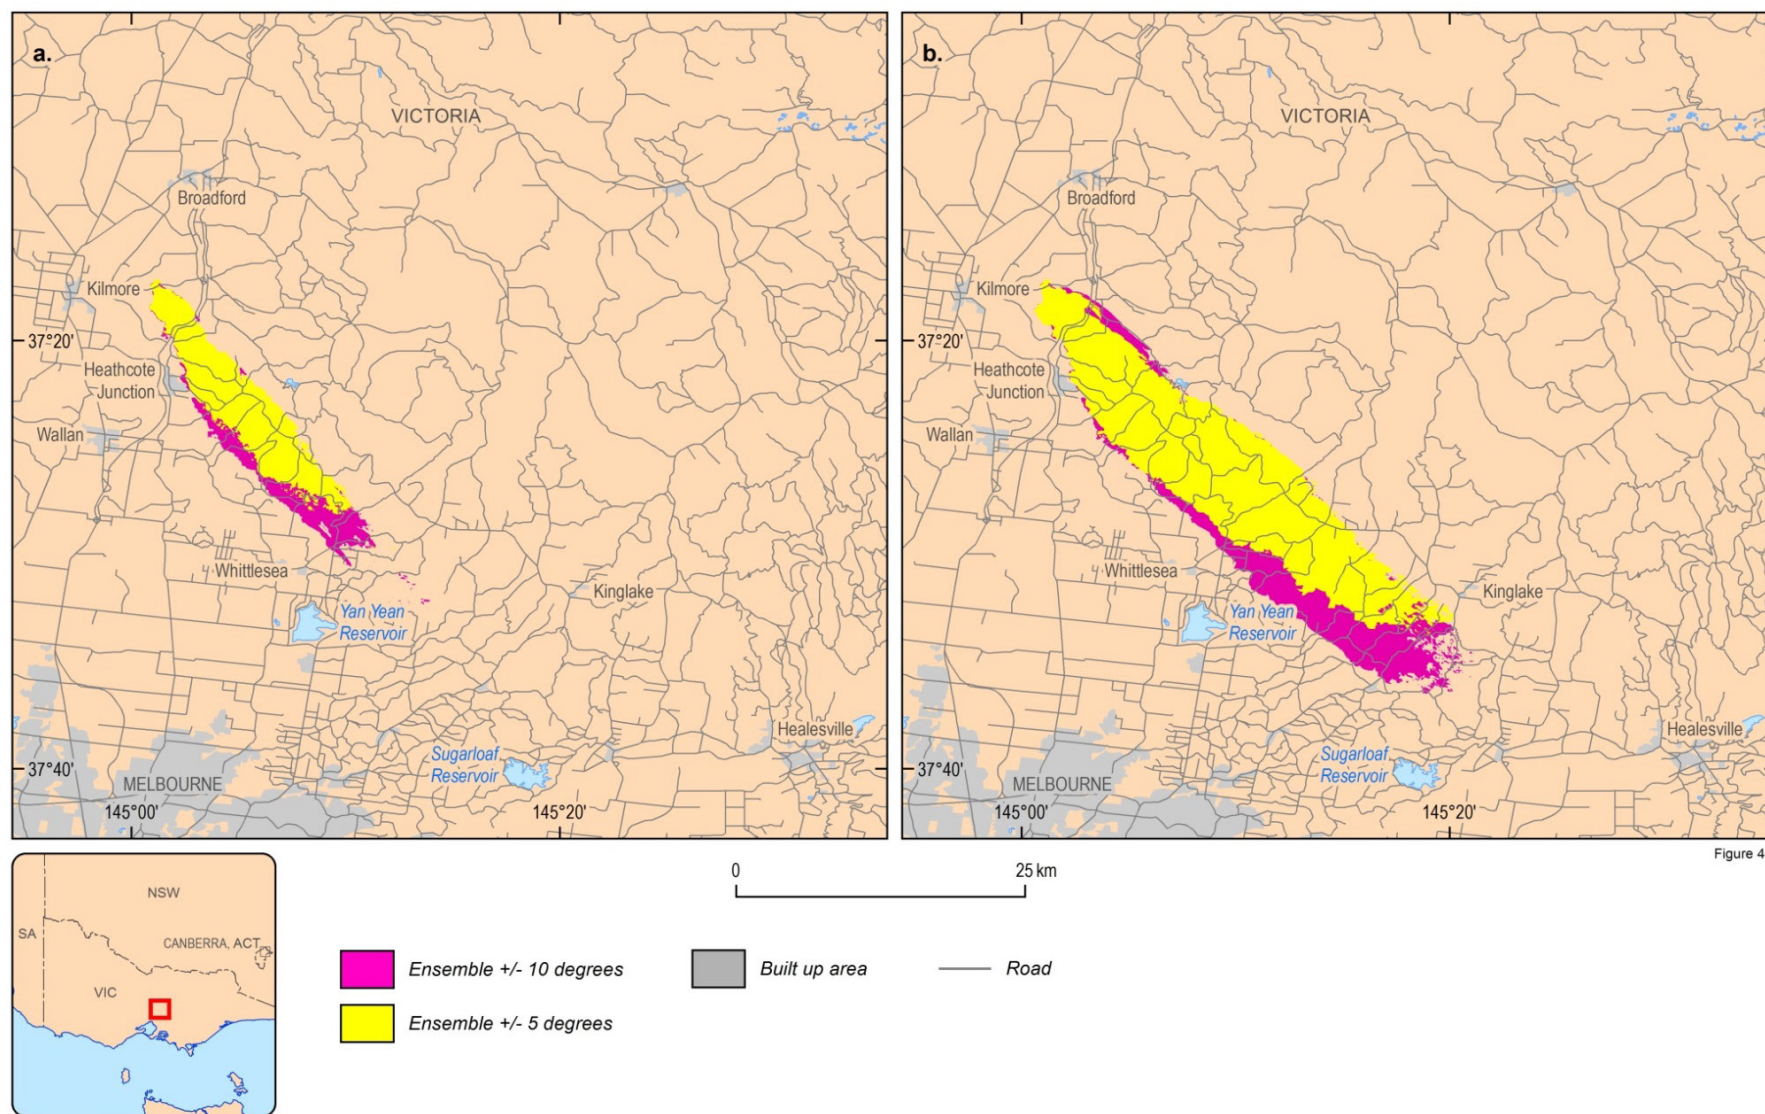 a.
VICTORIA
Broadford
Kilmore
37°20'
Heathcote
Junction
Wallan
Whittlesea
Kinglake
Yan Yean
Reservoir
Healesville
Sugarloaf
Reservoir
37°40'
MELBOURNE
145°00'
145°20'
b.
VICTORIA
Broadford
Kilmore
37°20'
Heathcote
Junction
Wallan
Whittlesea
Kinglake
Yan Yean
Reservoir
Healesville
Sugarloaf
Reservoir
37°40'
MELBOURNE
145°00'
145°20'
Figure 4
NSW
SA
CANBERRA, ACT
VIC
0
25 km
Ensemble +/- 10 degrees
Built up area
Road
Ensemble +/- 5 degrees